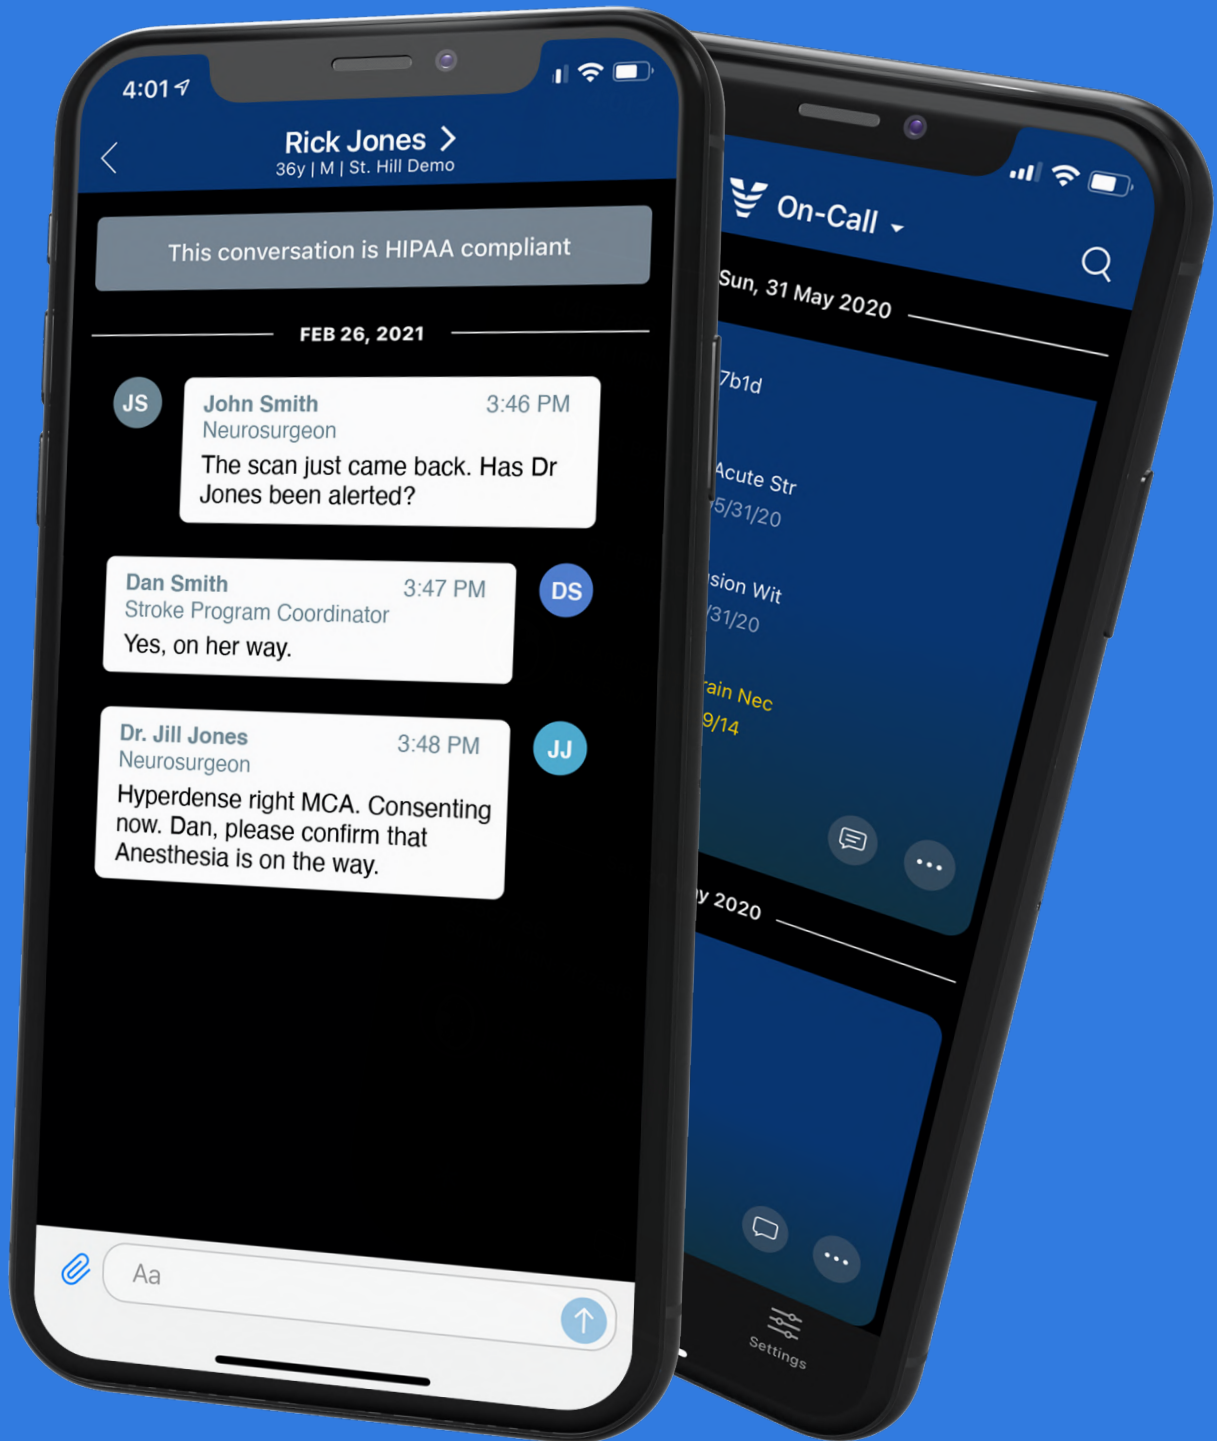 4:01
Rick Jones >
36y | M | St. Hill Demo
This conversation is HIPAA compliant
FEB 26, 2021
JS
John Smith 3:46 PM
Neurosurgeon
The scan just came back. Has Dr
Jones been alerted?
Dan Smith 3:47 PM
Stroke Program Coordinator
Yes, on her way.
DS
Dr. Jill Jones 3:48 PM
Neurosurgeon
Hyperdense right MCA. Consenting
now. Dan, please confirm that
Anesthesia is on the way.
JJ
Aa
On-Call
Sun, 31 May 2020
7b1d
Acute Str
5/31/20
sion Wit
/31/20
rain Nec
9/14
y 2020
Settings